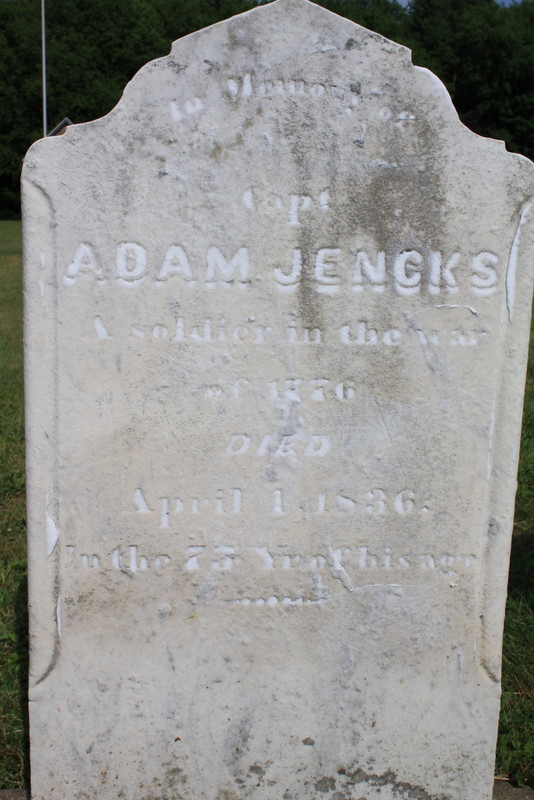 In Memory of
Capt
ADAM JENCKS
A soldier in the war
of 1776
DIED
April 1, 1836.
In the 75 Yr of his age